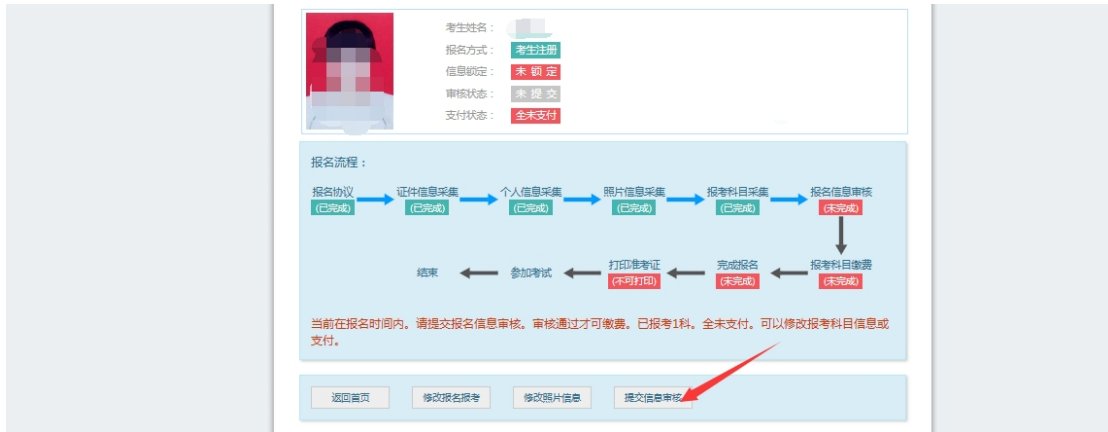 考生姓名：
报名方式： 考生注册
信息锁定： 未 锁 定
审核状态： 未 提 交
支付状态： 全未支付
报名流程：
报名协议 证件信息采集 个人信息采集 照片信息采集 报考科目采集 报名信息审核
(已完成) (已完成) (已完成) (已完成) (已完成) (未完成)
结束 参加考试 打印准考证 完成报名 报考科目缴费
(不可打印) (未完成) (未完成)
当前在报名时间内。请提交报名信息审核。审核通过才可缴费。已报考1科。全未支付。可以修改报考科目信息或
支付。
返回首页 修改报名报考 修改照片信息 提交信息审核